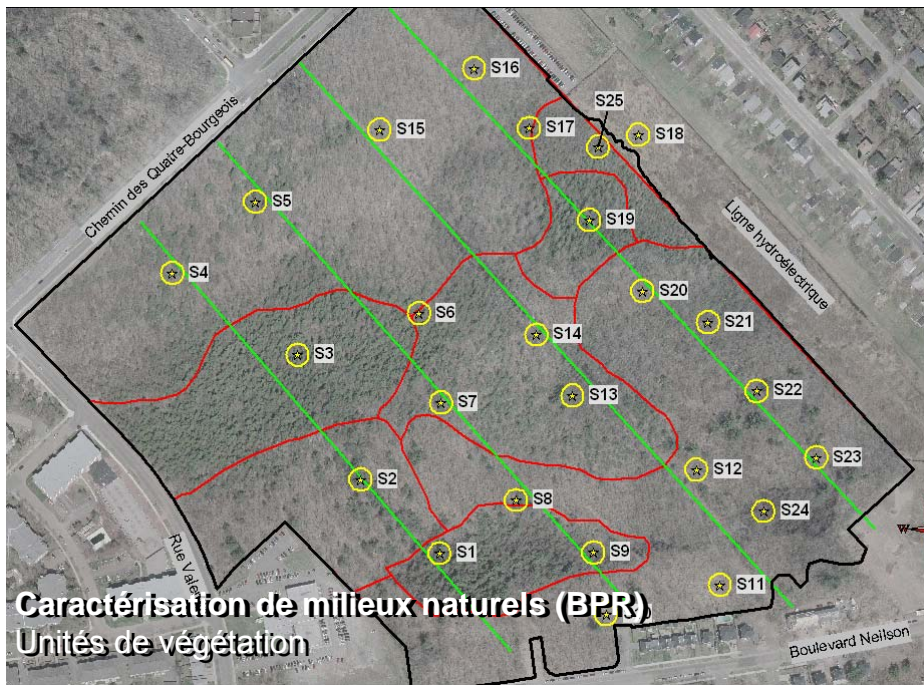 S16
S25
Chemin des Quatre-Bourgeois
S15
S17
S18
S5
S19
Ligne hydroélectrique
S4
S20
S6
S21
S14
S3
S13
S22
S7
S23
S12
S2
S8
S24
W
S1
S9
Rue Valen
S11
Caractérisation de milieux naturels (BPR)
Unités de végétation
Boulevard Neilson